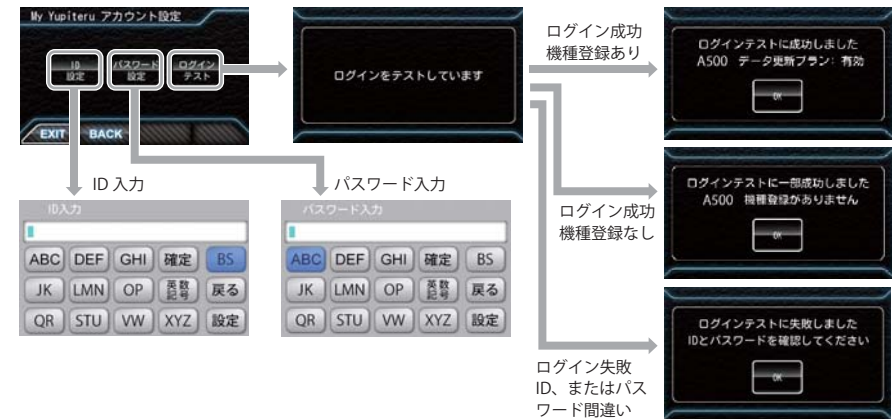 My Yupiteru アカウント設定
ID
設定
パスワード
設定
ログイン
テスト
EXIT
BACK
ログインをテストしています
ログイン成功
機種登録あり
ログインテストに成功しました
A500 データ更新プラン: 有効
OK
ID 入力
パスワード入力
ID入力
ABC DEF GHI 確定 BS
JK LMN OP 英数記号 戻る
QR STU VW XYZ 設定
パスワード入力
ABC DEF GHI 確定 BS
JK LMN OP 英数記号 戻る
QR STU VW XYZ 設定
ログイン成功
機種登録なし
ログインテストに一部成功しました
A500 機種登録がありません
OK
ログイン失敗
ID、またはパス
ワード間違い
ログインテストに失敗しました
IDとパスワードを確認してください
OK